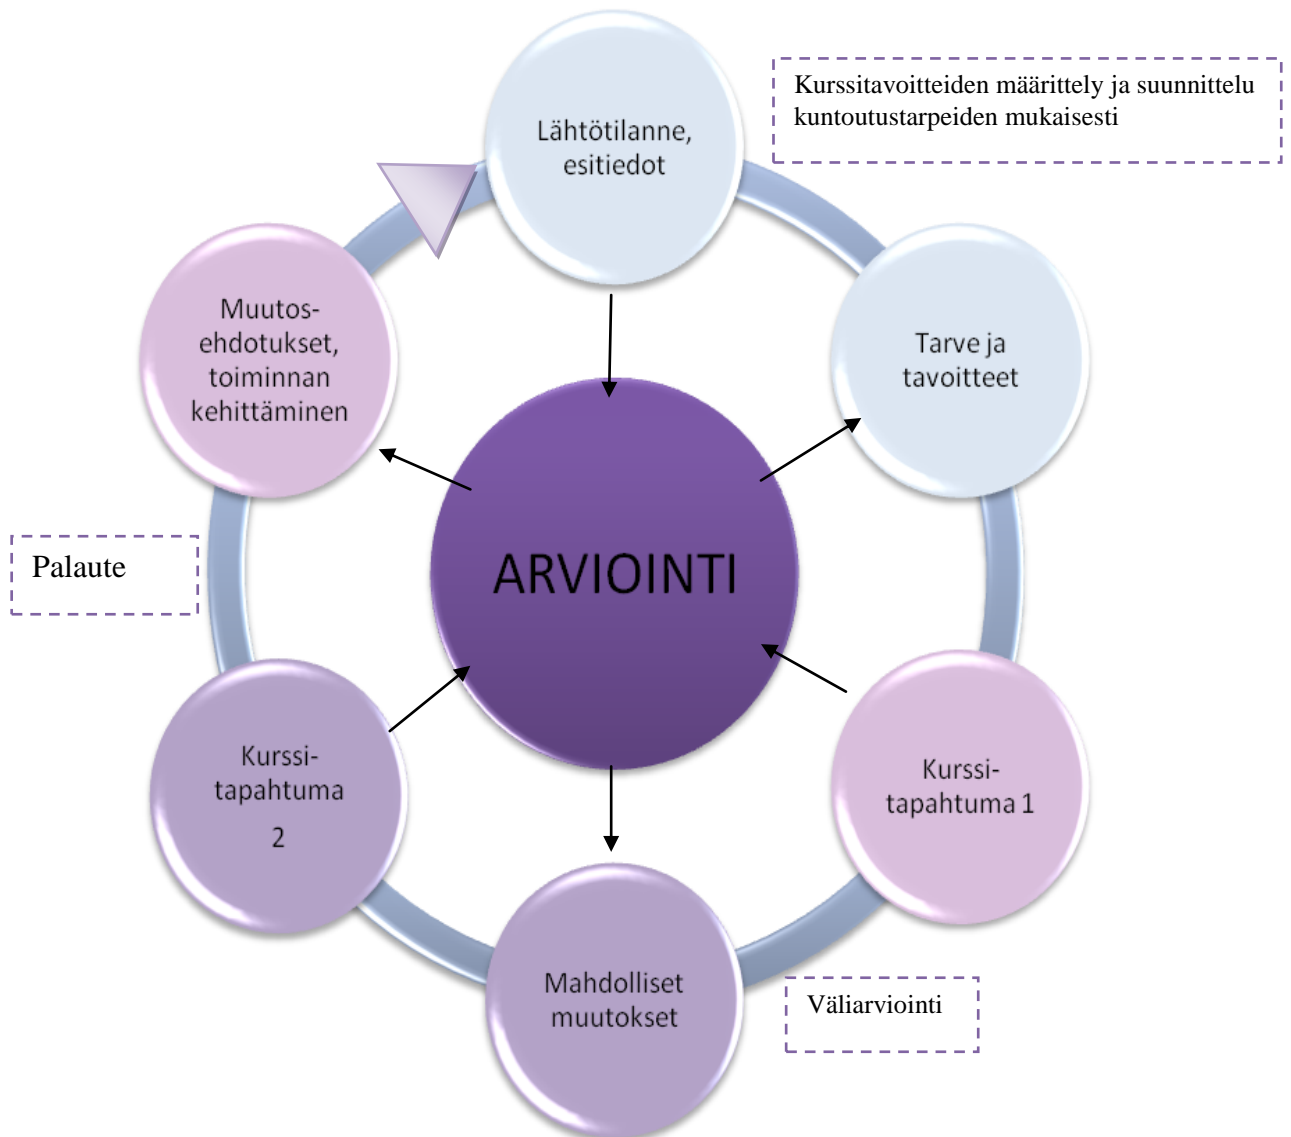 Kurssitavoitteiden määrittely ja suunnittelu
kuntoutustarpeiden mukaisesti
Lähtötilanne,
esitiedot
Tarve ja
tavoitteet
Kurssi-
tapahtuma 1
Väliarviointi
Mahdolliset
muutokset
Kurssi-
tapahtuma
2
Palaute
Muutos-
ehdotukset,
toiminnan
kehittäminen
ARVIOINTI